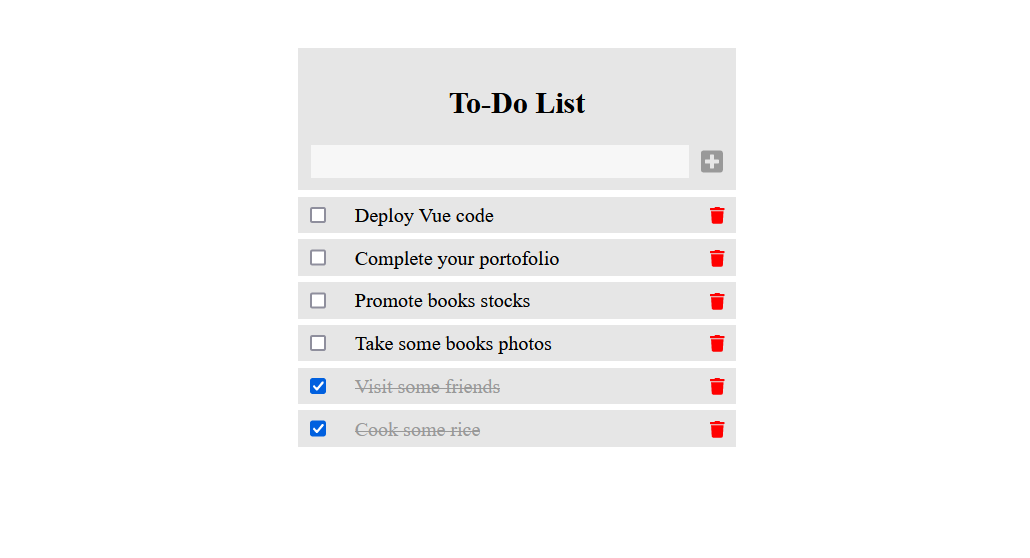 To-Do List
Deploy Vue code
Complete your portofolio
Promote books stocks
Take some books photos
Visit some friends
Cook some rice